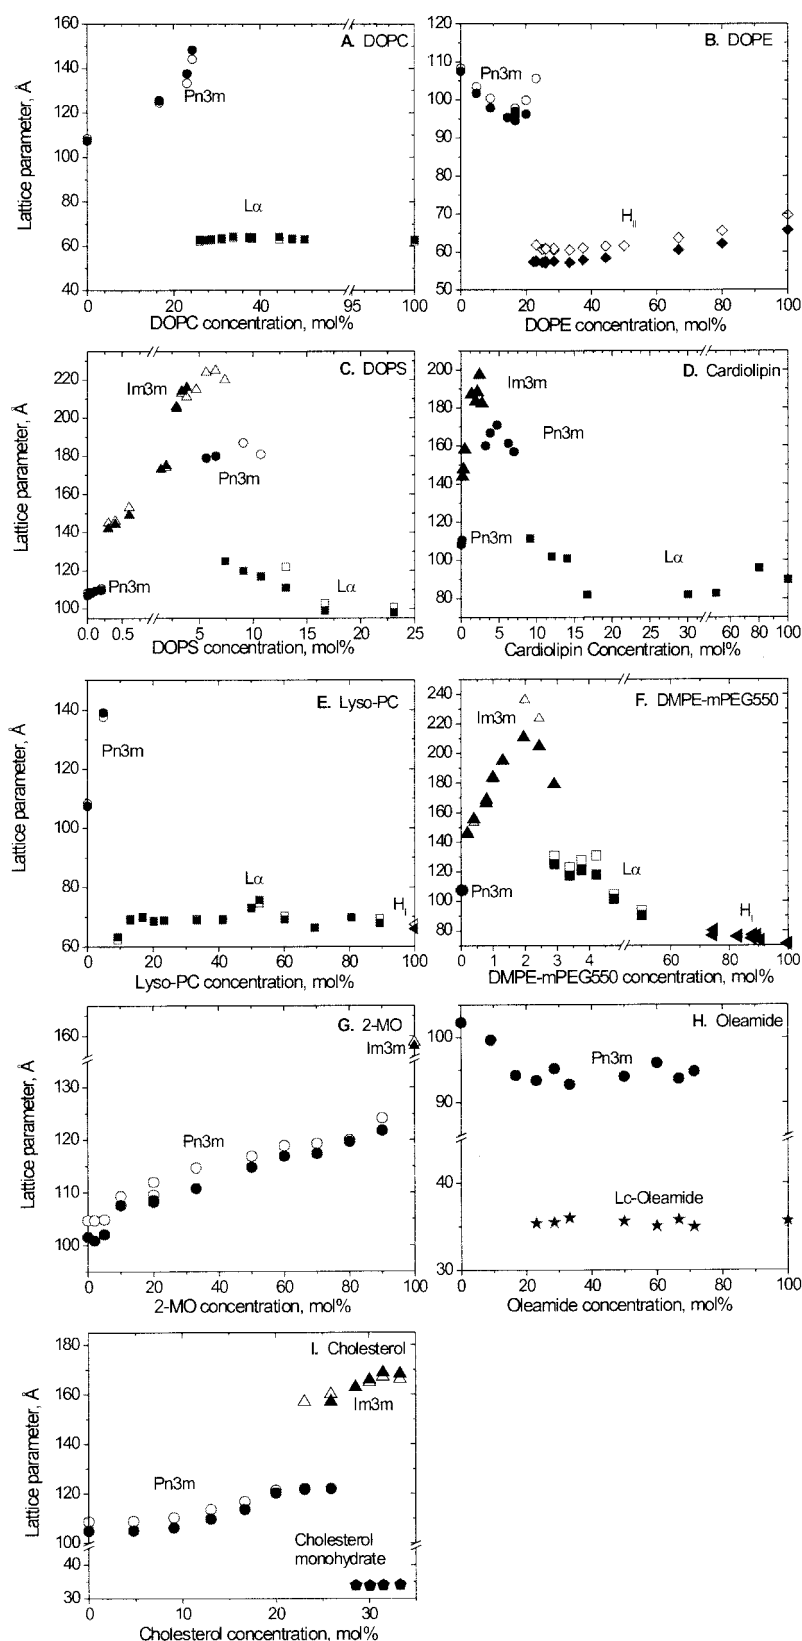 A. DOPC
Lattice parameter, Å
160
140
120
100
80
60
40
Pn3m
Lα
0
20
40
95
100
DOPC concentration, mol%
B. DOPE
120
110
100
90
80
70
60
50
Pn3m
HII
0
20
40
60
80
100
DOPE concentration, mol%
C. DOPS
Lattice parameter, Å
220
200
180
160
140
120
100
Im3m
Pn3m
Pn3m
Lα
0.0
0.5
5
10
15
20
25
DOPS concentration, mol%
D. Cardiolipin
200
180
160
140
120
100
80
Im3m
Pn3m
Pn3m
Lα
0
5
10
15
20
25
30
60
80
100
Cardiolipin Concentration, mol%
E. Lyso-PC
Lattice parameter, Å
140
120
100
80
60
Pn3m
Lα
HI
0
20
40
60
80
100
Lyso-PC concentration, mol%
F. DMPE-mPEG550
240
220
200
180
160
140
120
100
80
Im3m
Pn3m
Lα
HI
0
1
2
3
4
60
80
100
DMPE-mPEG550 concentration, mol%
G. 2-MO
Lattice parameter, Å
160
130
120
110
100
Im3m
Pn3m
0
20
40
60
80
100
2-MO concentration, mol%
H. Oleamide
100
95
40
35
30
Pn3m
Lc-Oleamide
0
20
40
60
80
100
Oleamide concentration, mol%
I. Cholesterol
Lattice parameter, Å
180
160
140
120
100
40
30
Im3m
Pn3m
Cholesterol
monohydrate
0
10
20
30
Cholesterol concentration, mol%